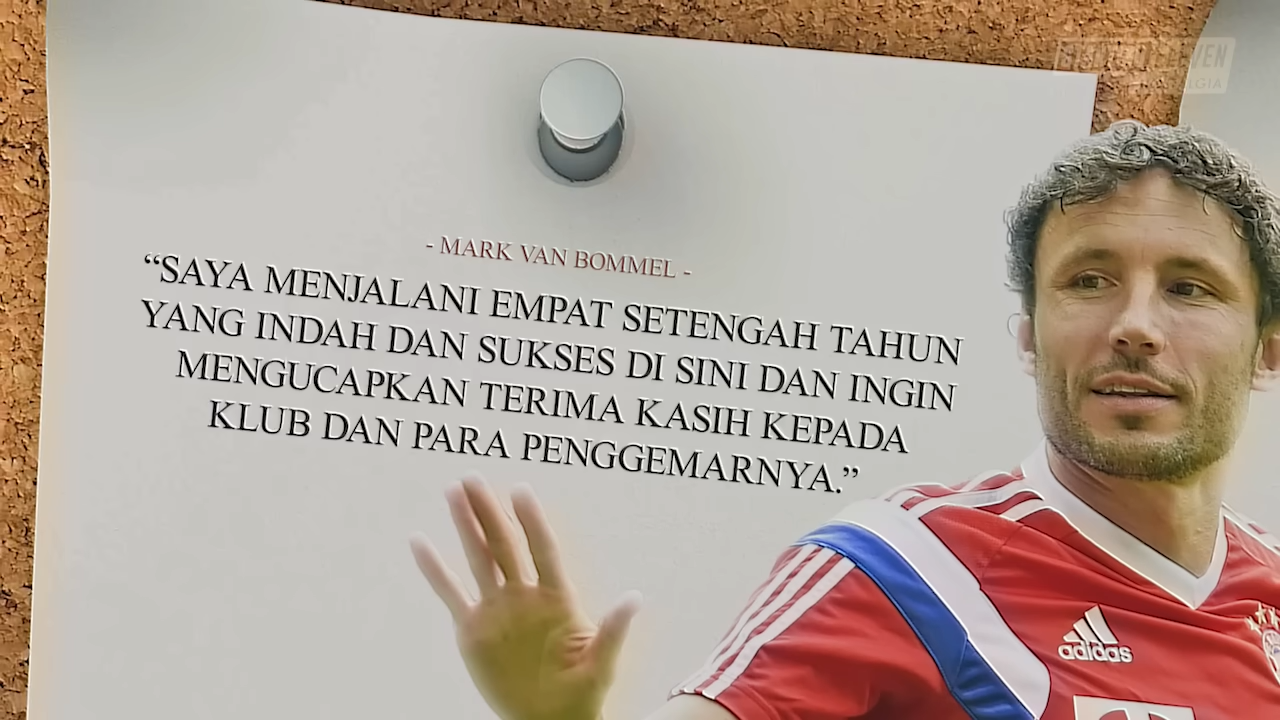 - MARK VAN BOMMEL -
“SAYA MENJALANI EMPAT SETENGAH TAHUN
YANG INDAH DAN SUKSES DI SINI DAN INGIN
MENGUCAPKAN TERIMA KASIH KEPADA
KLUB DAN PARA PENGGEMARNYA.”
adidas